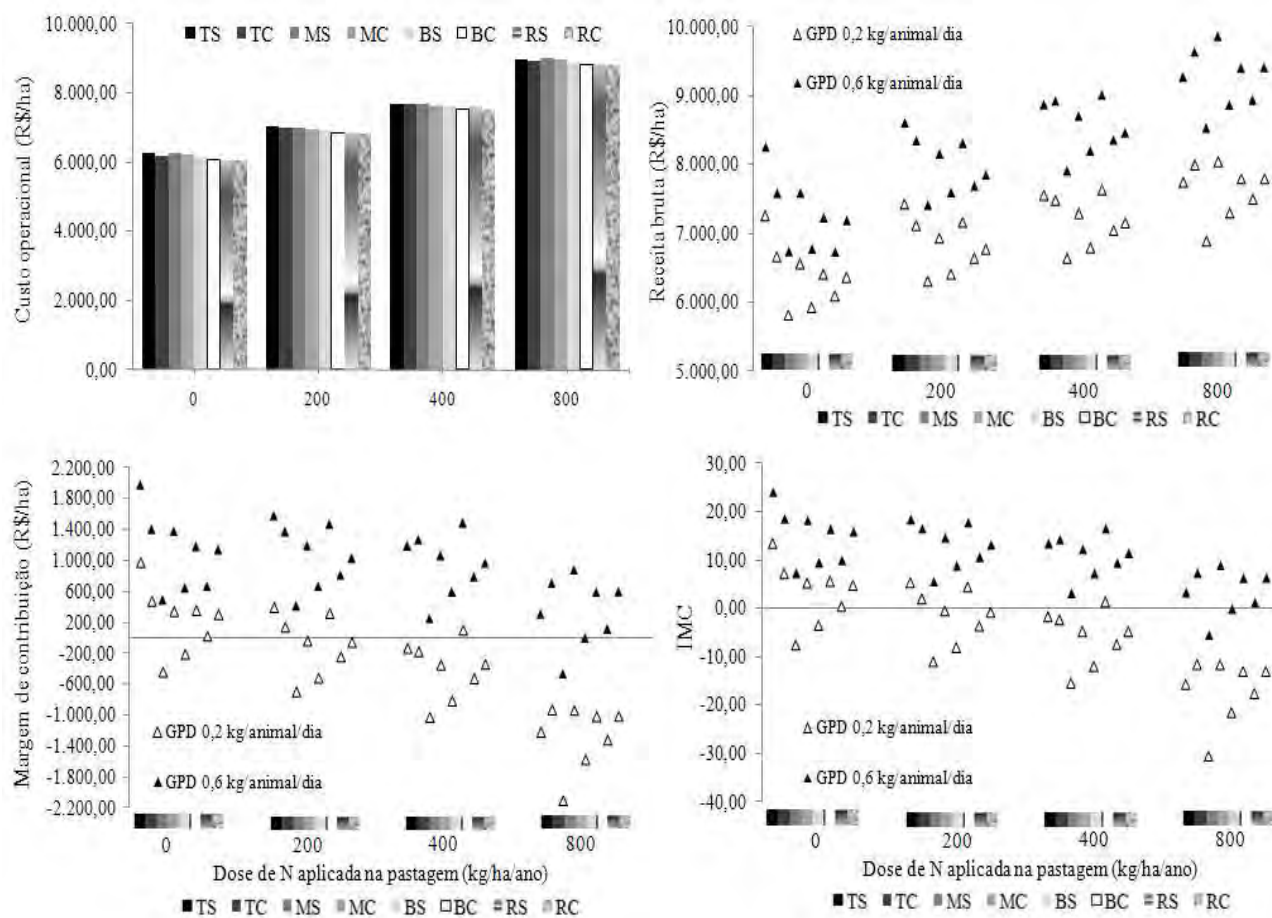 10.000,00
8.000,00
6.000,00
4.000,00
2.000,00
0,00
Custo operacional (R$/ha)
TS TC MS MC BS BC RS RC
0 200 400 800
10.000,00
9.000,00
8.000,00
7.000,00
6.000,00
5.000,00
Receita bruta (R$/ha)
GPD 0,2 kg/animal/dia
GPD 0,6 kg/animal/dia
0 200 400 800
TS TC MS MC BS BC RS RC
2.200,00
1.800,00
1.400,00
1.000,00
600,00
200,00
-200,00
-600,00
-1.000,00
-1.400,00
-1.800,00
-2.200,00
Margem de contribuição (R$/ha)
GPD 0,2 kg/animal/dia
GPD 0,6 kg/animal/dia
0 200 400 800
Dose de N aplicada na pastagem (kg/ha/ano)
TS TC MS MC BS BC RS RC
30,00
20,00
10,00
0,00
-10,00
-20,00
-30,00
-40,00
IMC
GPD 0,2 kg/animal/dia
GPD 0,6 kg/animal/dia
0 200 400 800
Dose de N aplicada na pastagem (kg/ha/ano)
TS TC MS MC BS BC RS RC